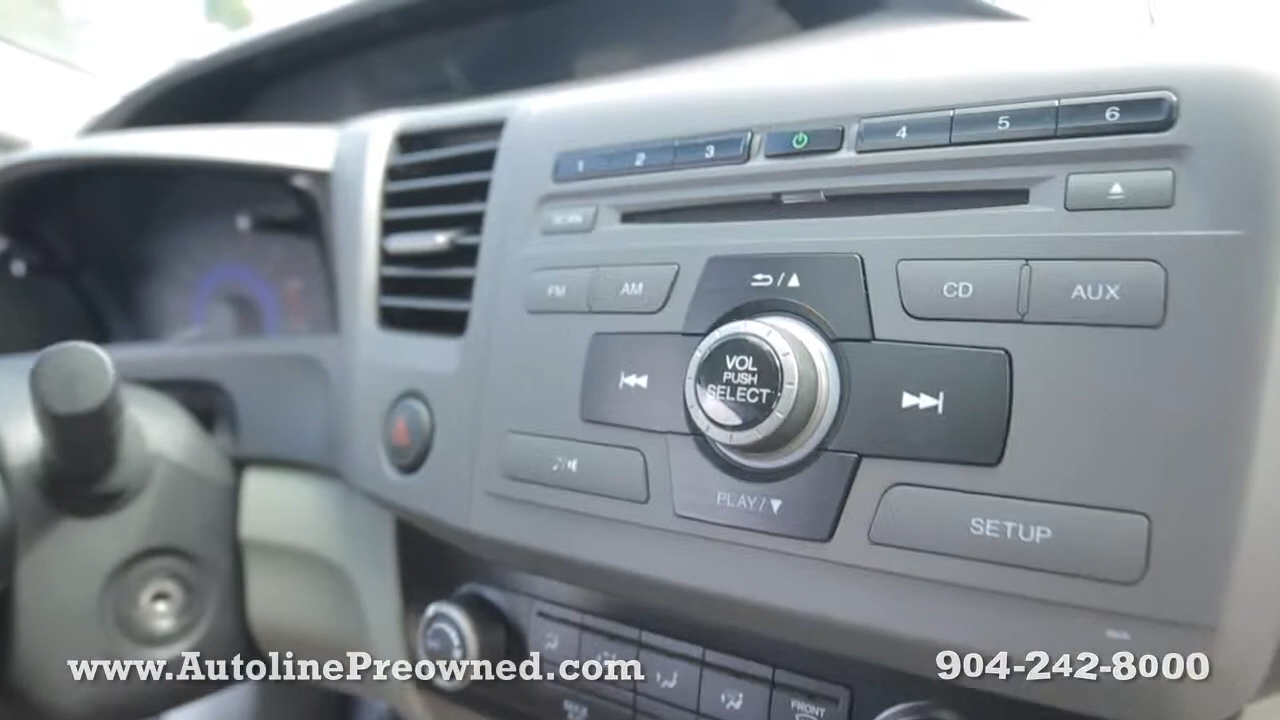 1 2 3 4 5 6
SCAN
FM AM CD AUX
VOL
PUSH
SELECT
PLAY/
SETUP
FRONT
www.AutolinePreowned.com
904-242-8000